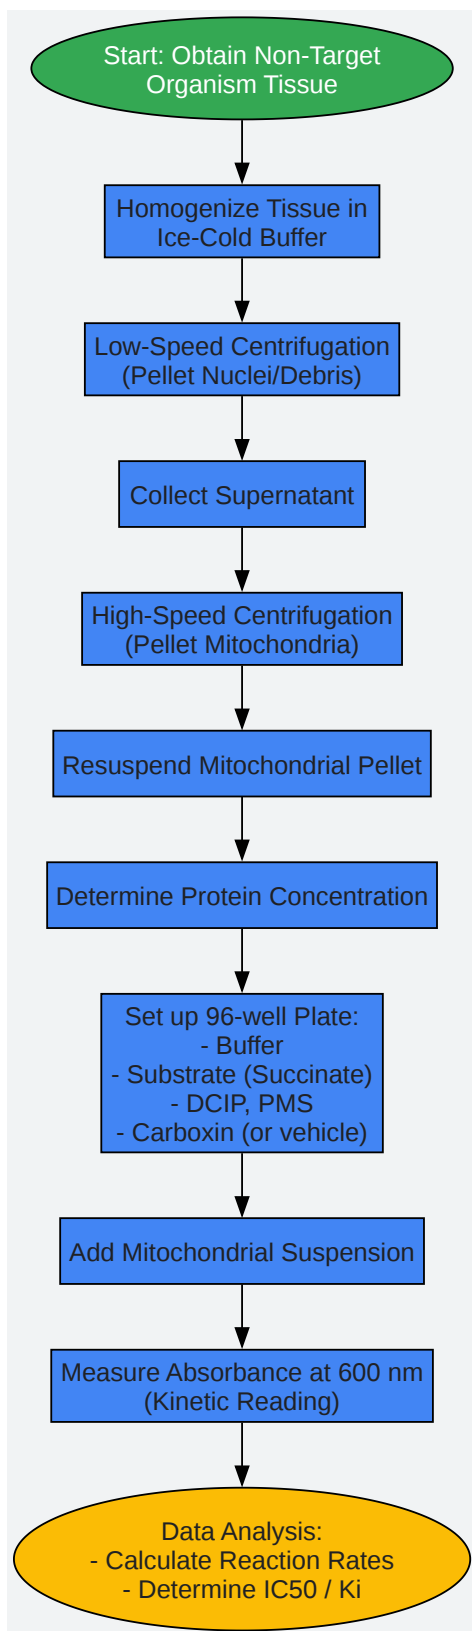 Start: Obtain Non-Target
Organism Tissue
Homogenize Tissue in
Ice-Cold Buffer
Low-Speed Centrifugation
(Pellet Nuclei/Debris)
Collect Supernatant
High-Speed Centrifugation
(Pellet Mitochondria)
Resuspend Mitochondrial Pellet
Determine Protein Concentration
Set up 96-well Plate:
- Buffer
- Substrate (Succinate)
- DCIP, PMS
- Carboxin (or vehicle)
Add Mitochondrial Suspension
Measure Absorbance at 600 nm
(Kinetic Reading)
Data Analysis:
- Calculate Reaction Rates
- Determine IC50 / Ki